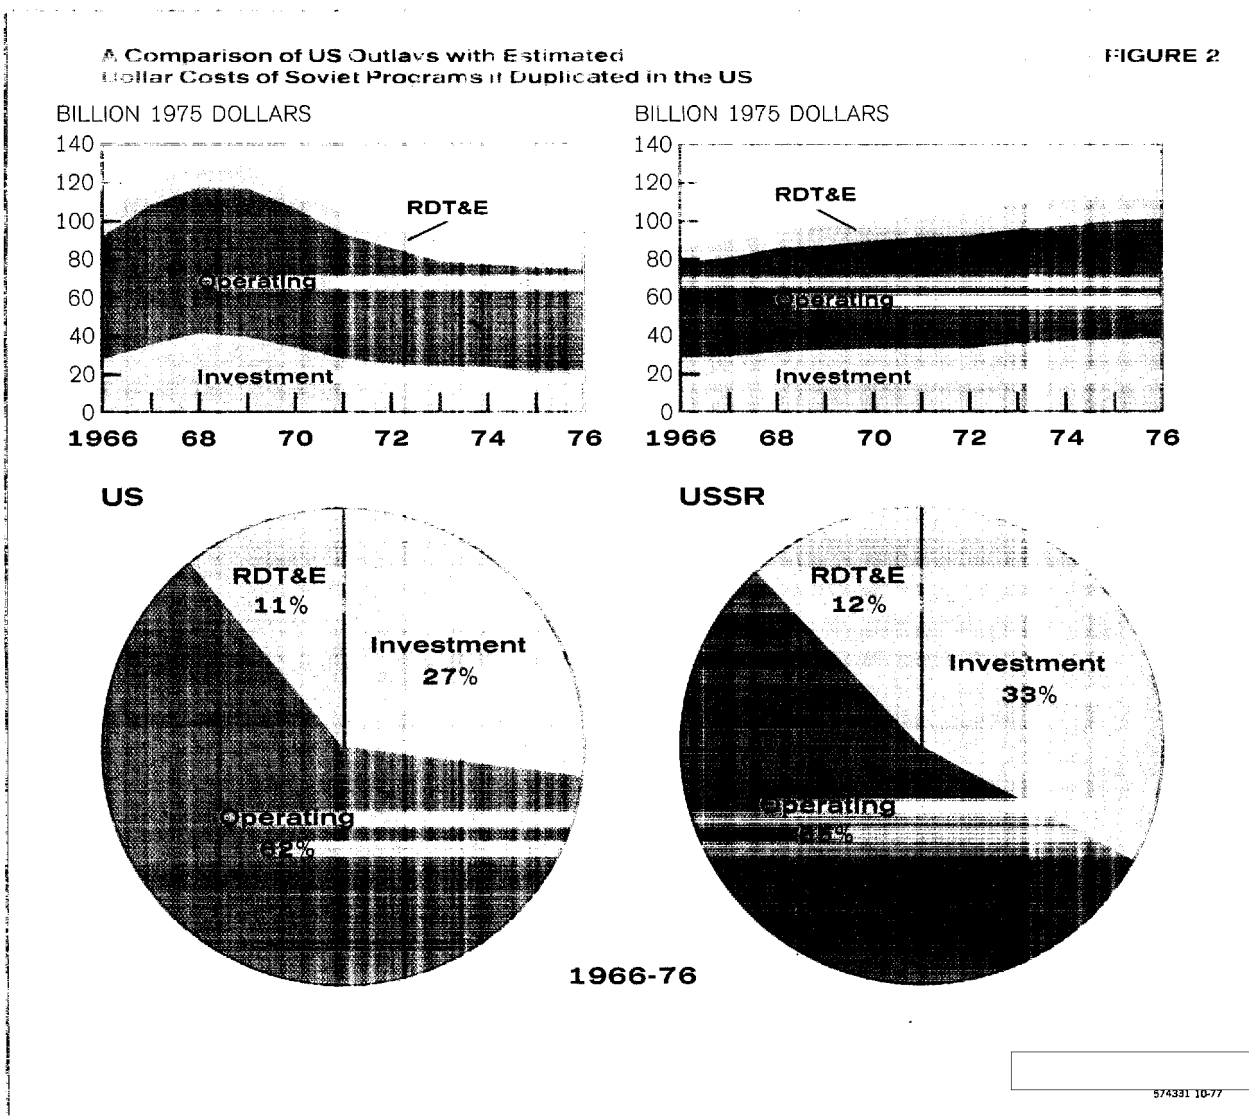 A Comparison of US Outlays with Estimated
Dollar Costs of Soviet Programs if Duplicated in the US
FIGURE 2
BILLION 1975 DOLLARS
140
120
100
80
60
40
20
0
RDT&E
Operating
Investment
1966 68 70 72 74 76
BILLION 1975 DOLLARS
140
120
100
80
60
40
20
0
RDT&E
Operating
Investment
1966 68 70 72 74 76
US
RDT&E
11%
Investment
27%
Operating
62%
USSR
RDT&E
12%
Investment
33%
Operating
1966-76
574331 10-77